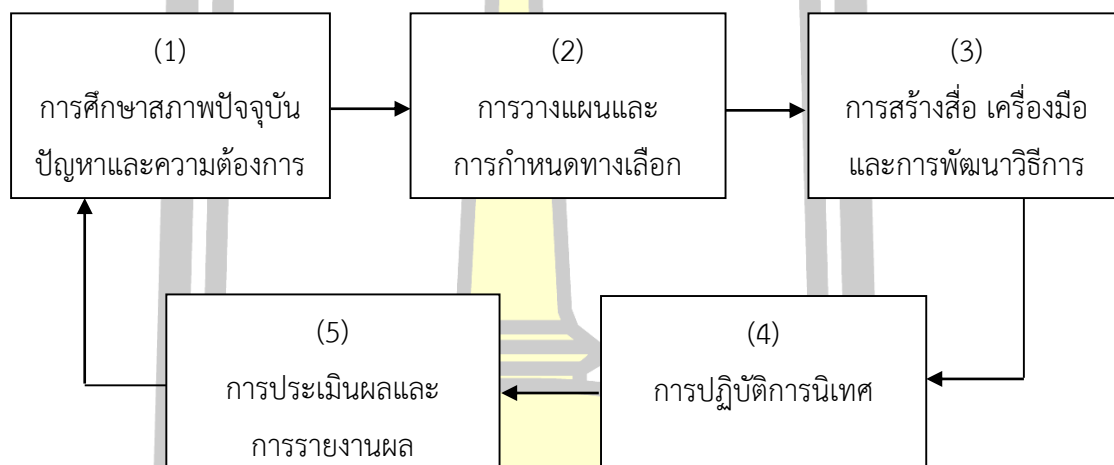 (1)
การศึกษาสภาพปัจจุบัน
ปัญหาและความต้องการ
(2)
การวางแผนและ
การกำหนดทางเลือก
(3)
การสร้างสื่อ เครื่องมือ
และการพัฒนาวิธีการ
(4)
การปฏิบัติการนิเทศ
(5)
การประเมินผลและ
การรายงานผล